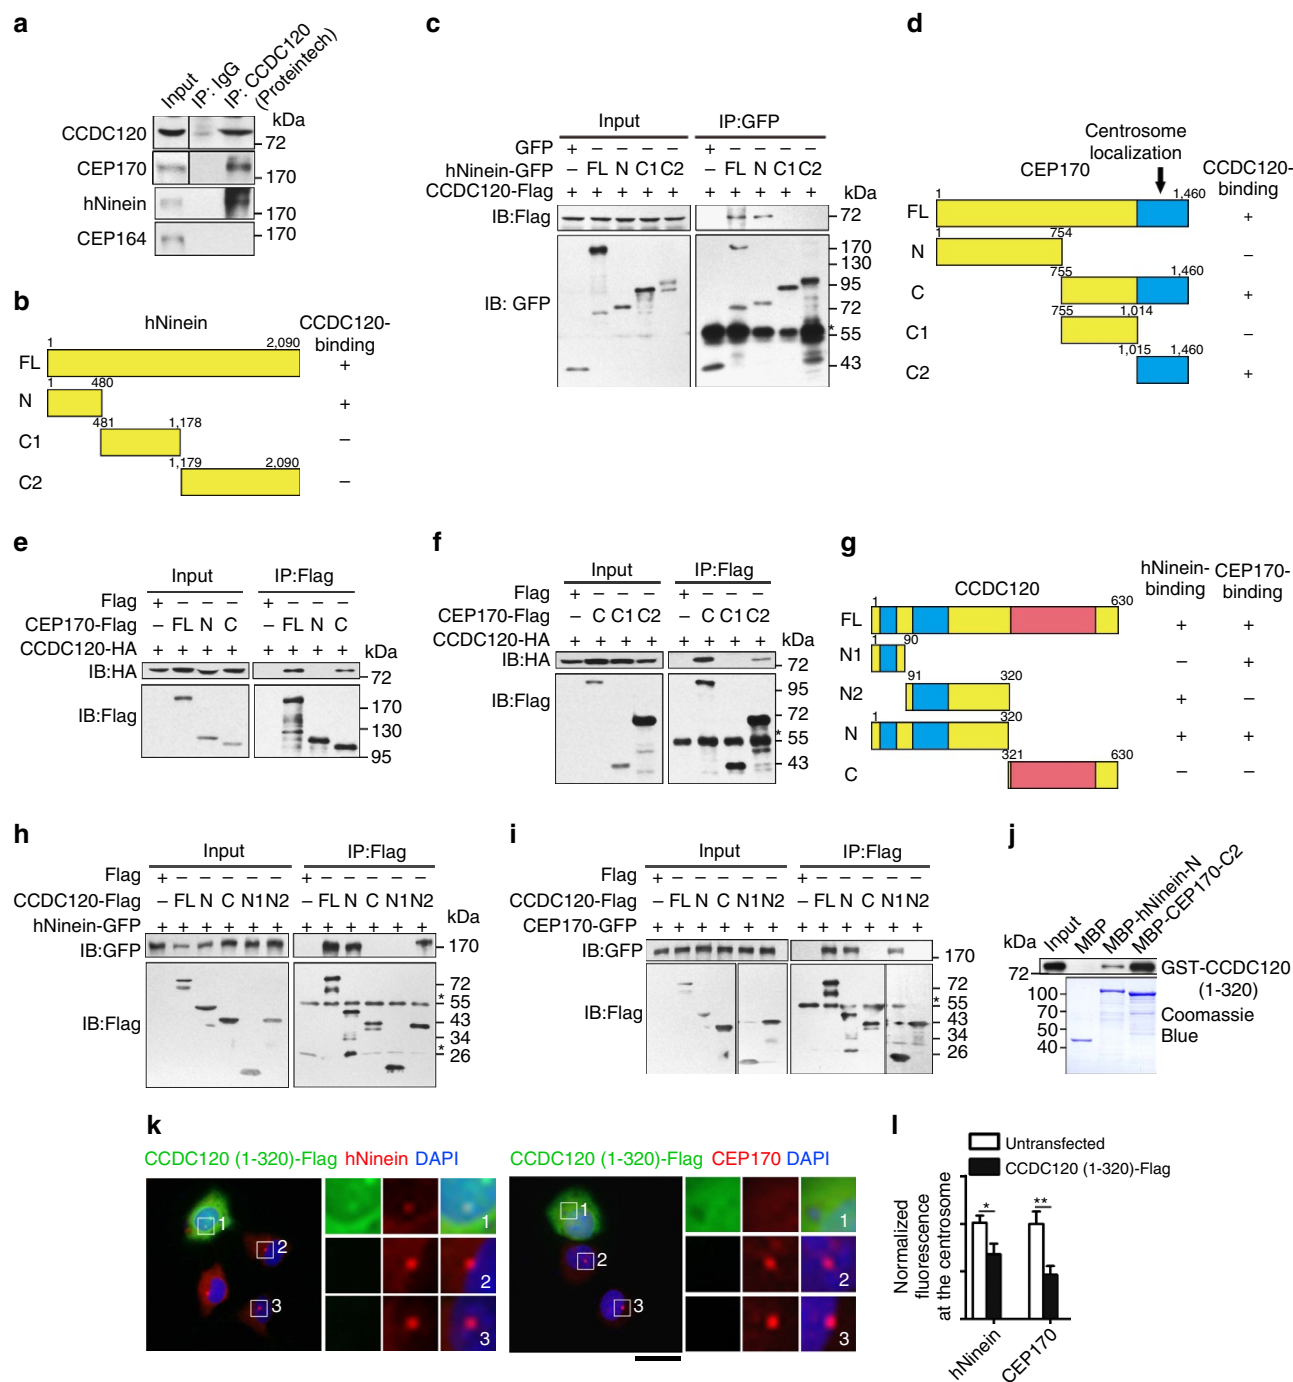 a
Input
IP: IgG
IP: CCDC120
(Proteintech)
kDa
CCDC120
72
CEP170
170
hNinein
170
CEP164
170
b
hNinein
CCDC120-
binding
1
2,090
FL
+
1
480
N
+
481
1,178
C1
–
1,179
2,090
C2
–
c
Input
IP:GFP
GFP
+ – – – –
+ – – – –
hNinein-GFP
– FL N C1 C2
– FL N C1 C2
CCDC120-Flag
+ + + + +
+ + + + +
kDa
IB:Flag
72
IB: GFP
170
130
95
72
*
55
43
d
Centrosome
localization
CEP170
CCDC120-
binding
1
1,460
FL
+
1
754
N
–
755
1,460
C
+
755
1,014
C1
–
1,015
1,460
C2
+
e
Input
IP:Flag
Flag
+ – – –
+ – – –
CEP170-Flag
– FL N C
– FL N C
CCDC120-HA
+ + + +
+ + + +
kDa
IB:HA
72
IB:Flag
170
130
95
f
Input
IP:Flag
Flag
+ – – –
+ – – –
CEP170-Flag
– C C1 C2
– C C1 C2
CCDC120-HA
+ + + +
+ + + +
kDa
IB:HA
72
IB:Flag
95
72
*
55
43
g
CCDC120
hNinein-
binding
CEP170-
binding
1
630
FL
+ +
1
90
N1
– +
91
320
N2
+ –
1
320
N
+ +
321
630
C
– –
h
Input
IP:Flag
Flag
+ – – – – –
+ – – – – –
CCDC120-Flag
– FL N C N1 N2
– FL N C N1 N2
hNinein-GFP
+ + + + + +
+ + + + + +
kDa
IB:GFP
170
IB:Flag
72
*
55
43
34
*
26
i
Input
IP:Flag
Flag
+ – – – – –
+ – – – – –
CCDC120-Flag
– FL N C N1 N2
– FL N C N1 N2
CEP170-GFP
+ + + + + +
+ + + + + +
IB:GFP
170
IB:Flag
72
*
55
43
34
26
j
kDa
Input
MBP
MBP-hNinein-N
MBP-CEP170-C2
72
GST-CCDC120
(1-320)
100
70
50
40
Coomassie
Blue
k
CCDC120 (1-320)-Flag hNinein DAPI
1
2
3
1
2
3
CCDC120 (1-320)-Flag CEP170 DAPI
1
2
3
1
2
3
l
Untransfected
CCDC120 (1-320)-Flag
Normalized
fluorescence
at the centrosome
*
**
hNinein
CEP170